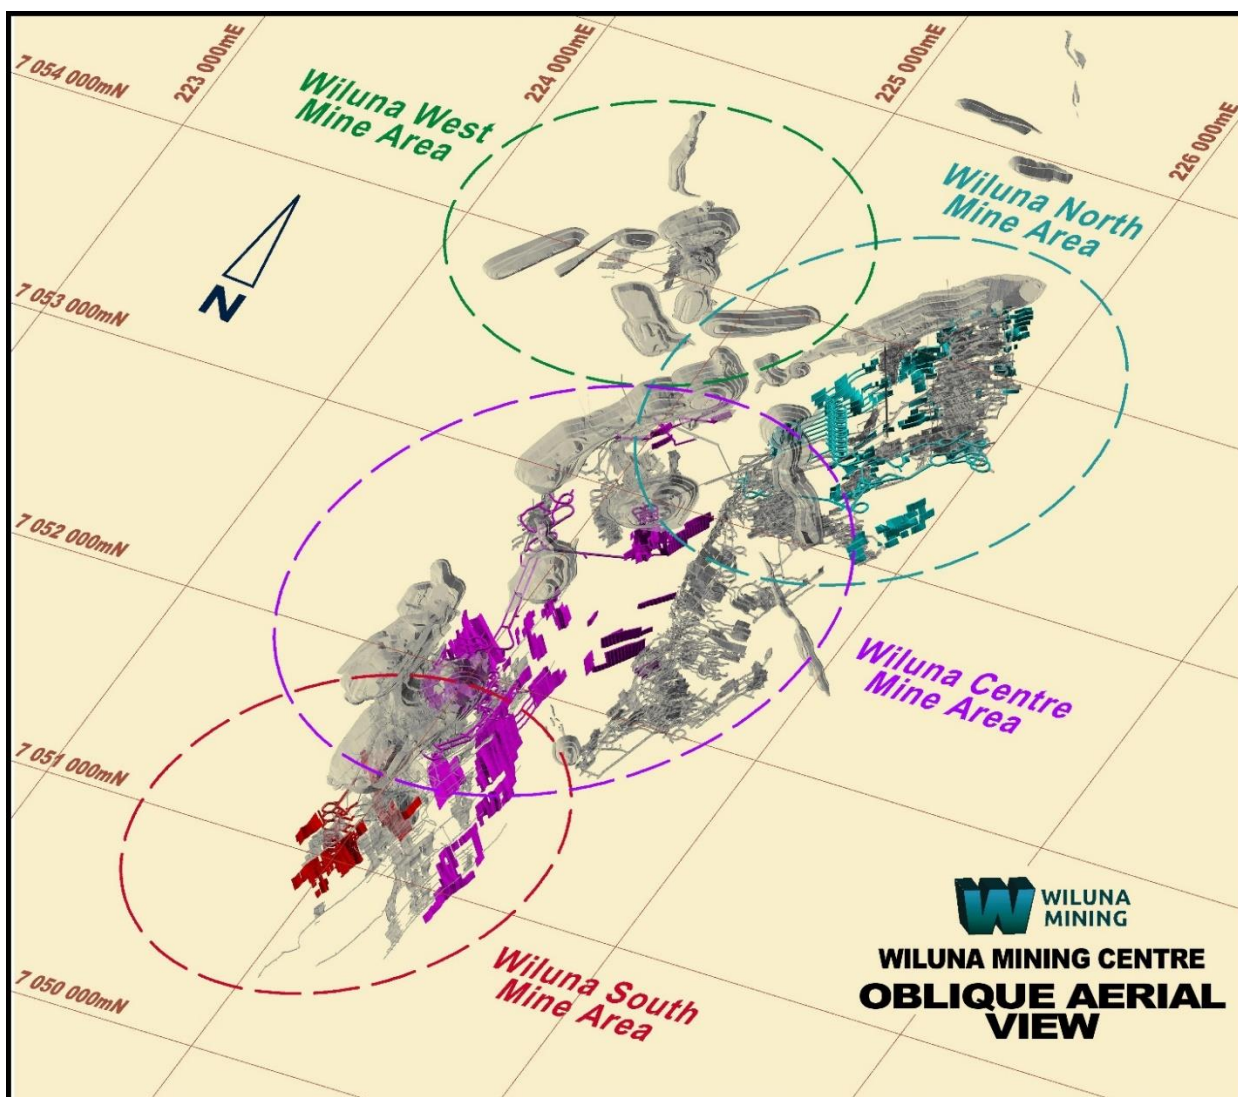 223 000mE
224 000mE
225 000mE
226 000mE
7 054 000mN
Wiluna West
Mine Area
Wiluna North
Mine Area
N
7 053 000mN
7 052 000mN
Wiluna Centre
Mine Area
7 051 000mN
Wiluna South
Mine Area
7 050 000mN
W WILUNA
MINING
WILUNA MINING CENTRE
OBLIQUE AERIAL
VIEW